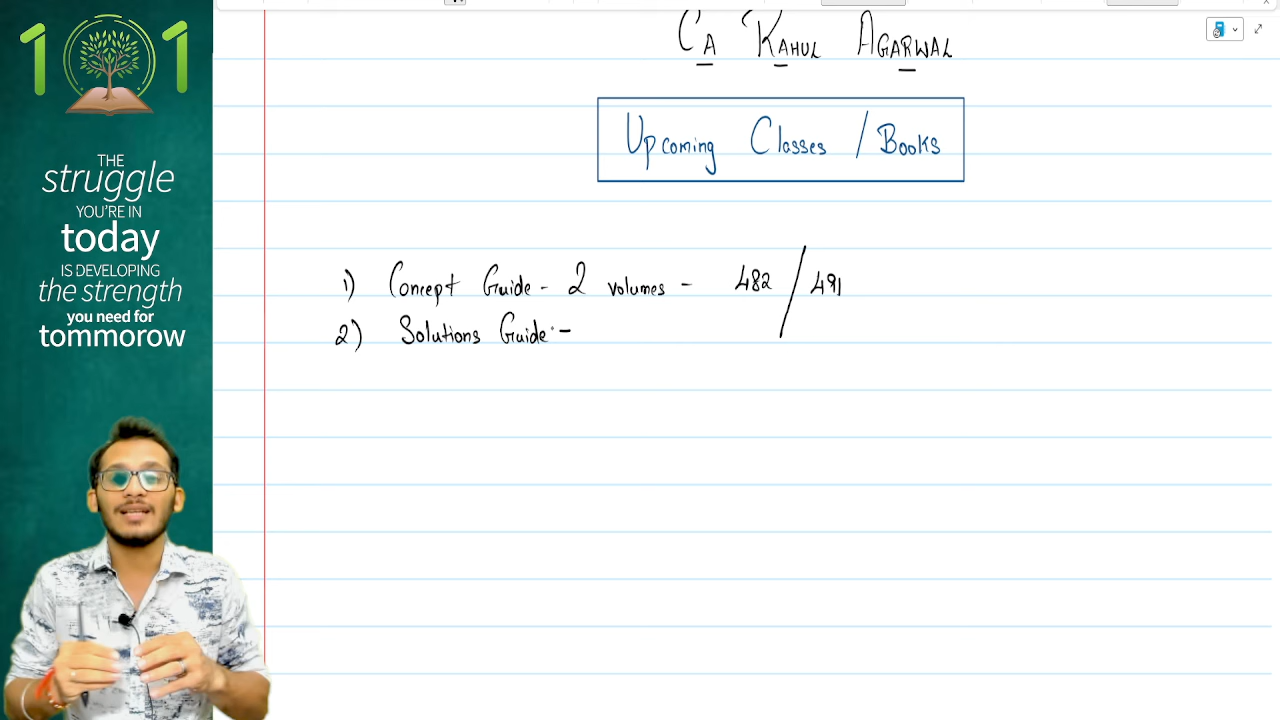 101
THE
struggle
YOU'RE IN
today
IS DEVELOPING
the strength
you need for
tommorow
CA RAHUL AGARWAL
Upcoming Classes / Books
1) Concept Guide - 2 volumes - 482 / 491
2) Solutions Guide :-